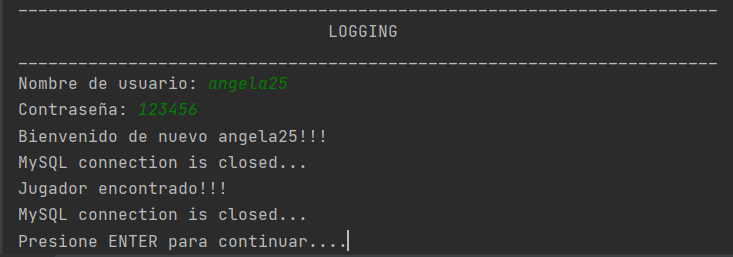 ----------------------------------------------------------------------
LOGGING
----------------------------------------------------------------------
Nombre de usuario: angela25
Contraseña: 123456
Bienvenido de nuevo angela25!!!
MySQL connection is closed...
Jugador encontrado!!!
MySQL connection is closed...
Presione ENTER para continuar....